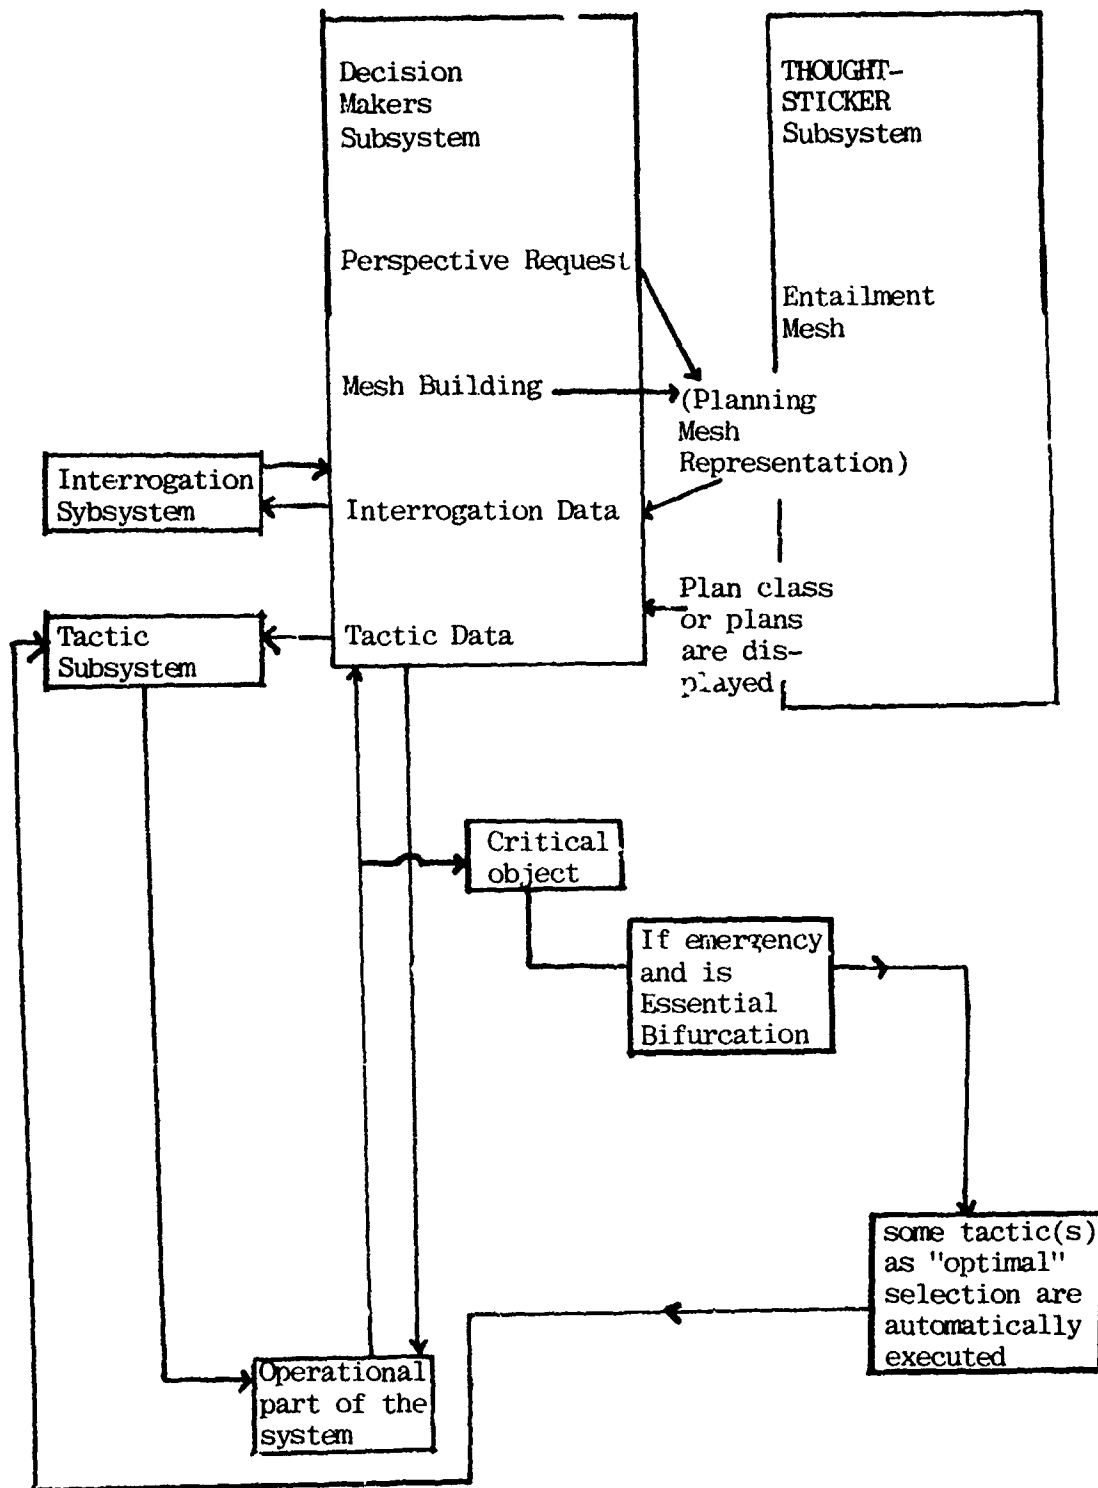 Decision
Makers
Subsystem
THOUGHT-
STICKER
Subsystem
Perspective Request
Entailment
Mesh
Mesh Building
(Planning
Mesh
Representation)
Interrogation
Sybsystem
Interrogation Data
Plan class
or plans
are dis-
played
Tactic
Subsystem
Tactic Data
Critical
object
If emergency
and is
Essential
Bifurcation
some tactic(s)
as "optimal"
selection are
automatically
executed
Operational
part of the
system